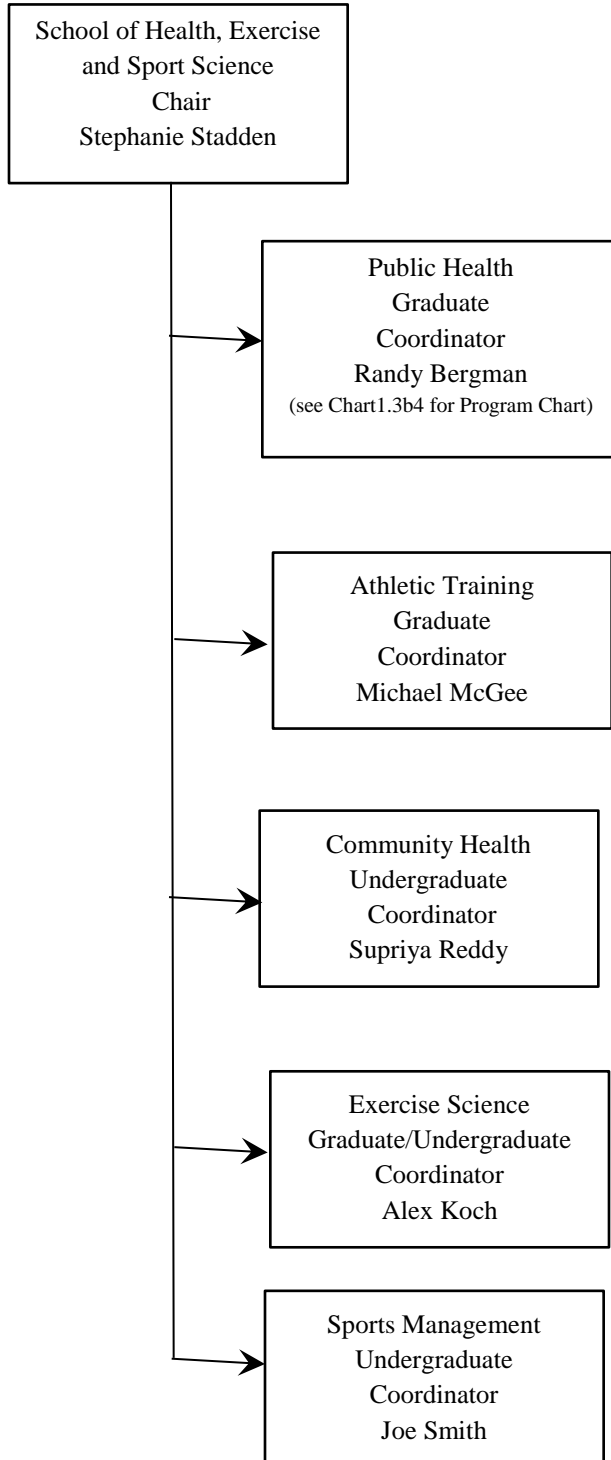 School of Health, Exercise
and Sport Science
Chair
Stephanie Stadden
Public Health
Graduate
Coordinator
Randy Bergman
(see Chart1.3b4 for Program Chart)
Athletic Training
Graduate
Coordinator
Michael McGee
Community Health
Undergraduate
Coordinator
Supriya Reddy
Exercise Science
Graduate/Undergraduate
Coordinator
Alex Koch
Sports Management
Undergraduate
Coordinator
Joe Smith